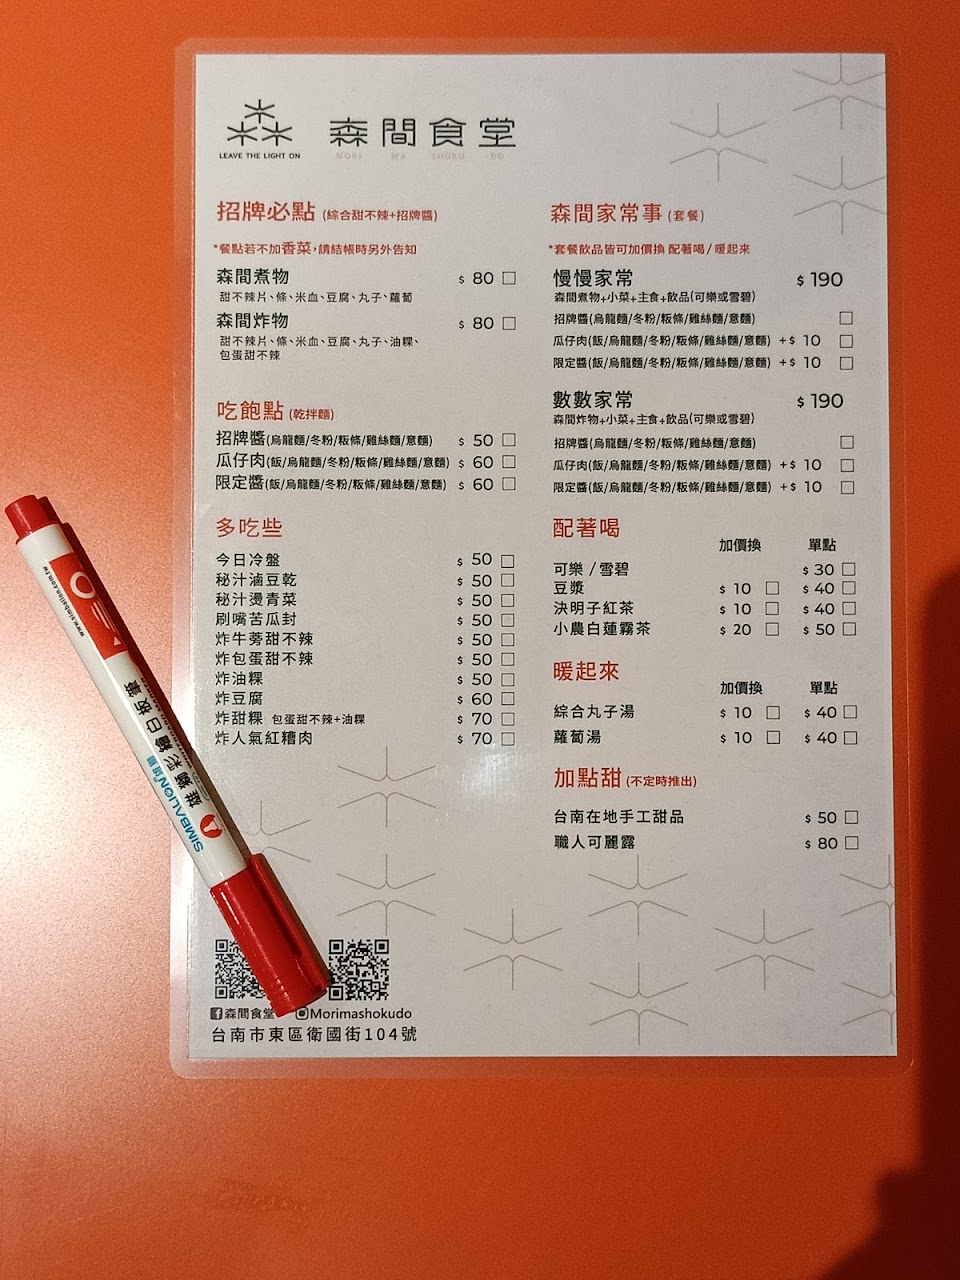 森間食堂
MORI MA SHOKU DO
LEAVE THE LIGHT ON
招牌必點 (綜合甜不辣+招牌醬)
*餐點若不加香菜,請結帳時另外告知
森間煮物 $ 80 □
甜不辣片、條、米血、豆腐、丸子、蘿蔔
森間炸物 $ 80 □
甜不辣片、條、米血、豆腐、丸子、油粿、
包蛋甜不辣
吃飽點 (乾拌麵)
招牌醬(烏龍麵/冬粉/粄條/雞絲麵/意麵) $ 50 □
瓜仔肉(飯/烏龍麵/冬粉/粄條/雞絲麵/意麵) $ 60 □
限定醬(飯/烏龍麵/冬粉/粄條/雞絲麵/意麵) $ 60 □
多吃些
今日冷盤 $ 50 □
秘汁滷豆乾 $ 50 □
秘汁燙青菜 $ 50 □
刷嘴苦瓜封 $ 50 □
炸牛蒡甜不辣 $ 50 □
炸包蛋甜不辣 $ 50 □
炸油粿 $ 50 □
炸豆腐 $ 60 □
炸甜粿 包蛋甜不辣+油粿 $ 70 □
炸人氣紅糟肉 $ 70 □
森間家常事 (套餐)
*套餐飲品皆可加價換 配著喝 / 暖起來
慢慢家常 $ 190
森間煮物+小菜+主食+飲品(可樂或雪碧)
招牌醬(烏龍麵/冬粉/粄條/雞絲麵/意麵) □
瓜仔肉(飯/烏龍麵/冬粉/粄條/雞絲麵/意麵) +$ 10 □
限定醬(飯/烏龍麵/冬粉/粄條/雞絲麵/意麵) +$ 10 □
數數家常 $ 190
森間炸物+小菜+主食+飲品(可樂或雪碧)
招牌醬(烏龍麵/冬粉/粄條/雞絲麵/意麵) □
瓜仔肉(飯/烏龍麵/冬粉/粄條/雞絲麵/意麵) +$ 10 □
限定醬(飯/烏龍麵/冬粉/粄條/雞絲麵/意麵) +$ 10 □
配著喝
加價換 單點
可樂 / 雪碧 $ 30 □
豆漿 $ 10 □ $ 40 □
決明子紅茶 $ 10 □ $ 40 □
小農白蓮霧茶 $ 20 □ $ 50 □
暖起來
加價換 單點
綜合丸子湯 $ 10 □ $ 40 □
蘿蔔湯 $ 10 □ $ 40 □
加點甜 (不定時推出)
台南在地手工甜品 $ 50 □
職人可麗露 $ 80 □
森間食堂 Morimashokudo
台南市東區衛國街104號
www.simbalion.com.tw
SIMBALION 雄獅
雄獅彩繪白板筆